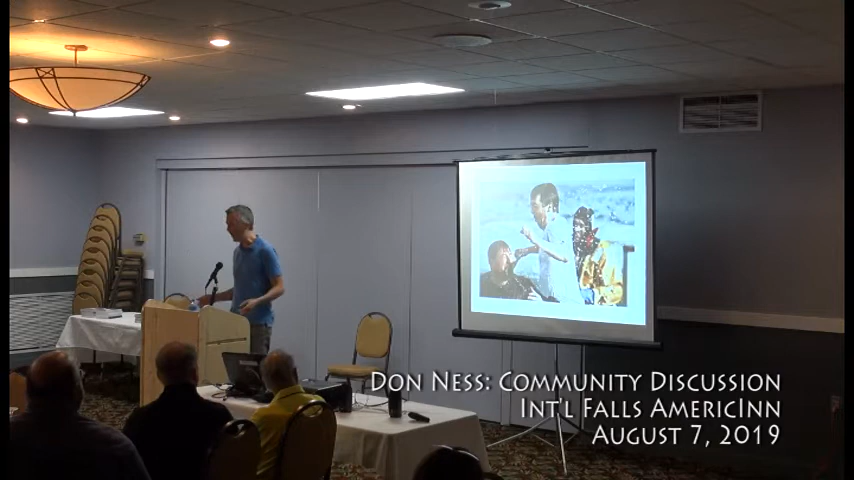 Don Ness: Community Discussion
Int'l Falls AmericInn
August 7, 2019